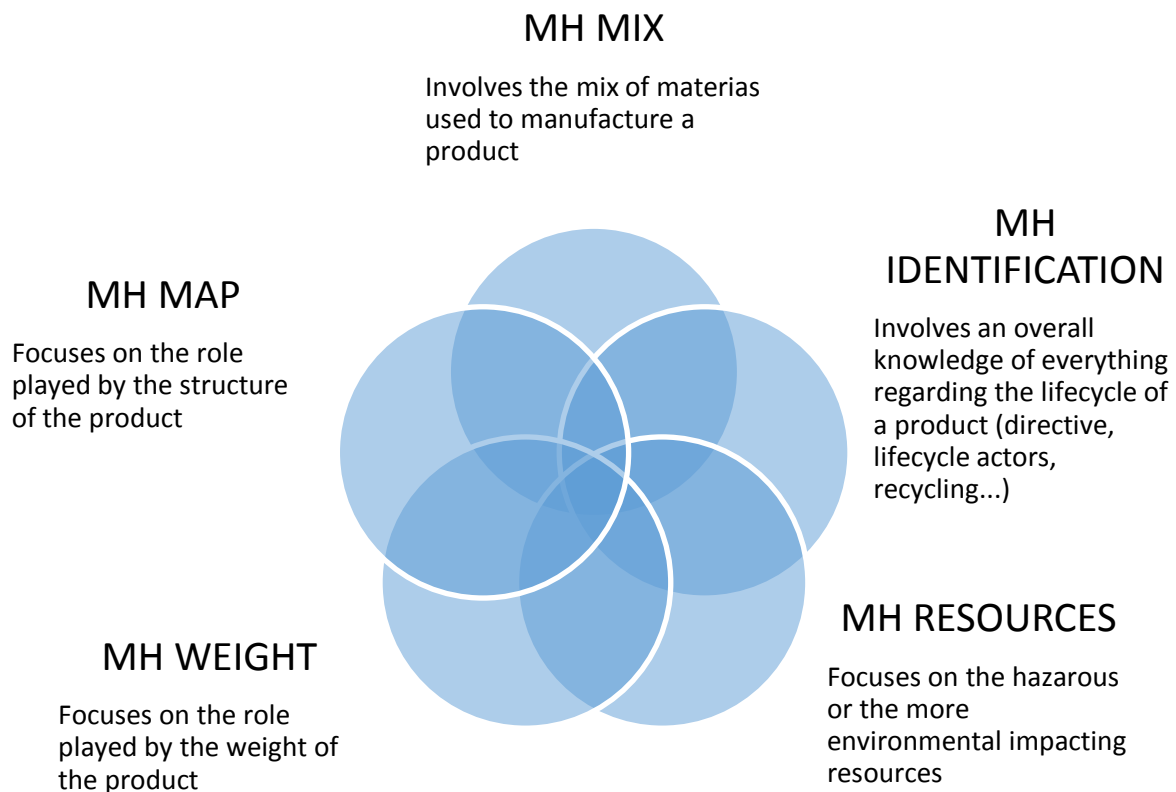 MH MIX
Involves the mix of materias
used to manufacture a
product
MH
IDENTIFICATION
Involves an overall
knowledge of everything
regarding the lifecycle of
a product (directive,
lifecycle actors,
recycling...)
MH RESOURCES
Focuses on the hazarous
or the more
environmental impacting
resources
MH WEIGHT
Focuses on the role
played by the weight of
the product
MH MAP
Focuses on the role
played by the structure
of the product